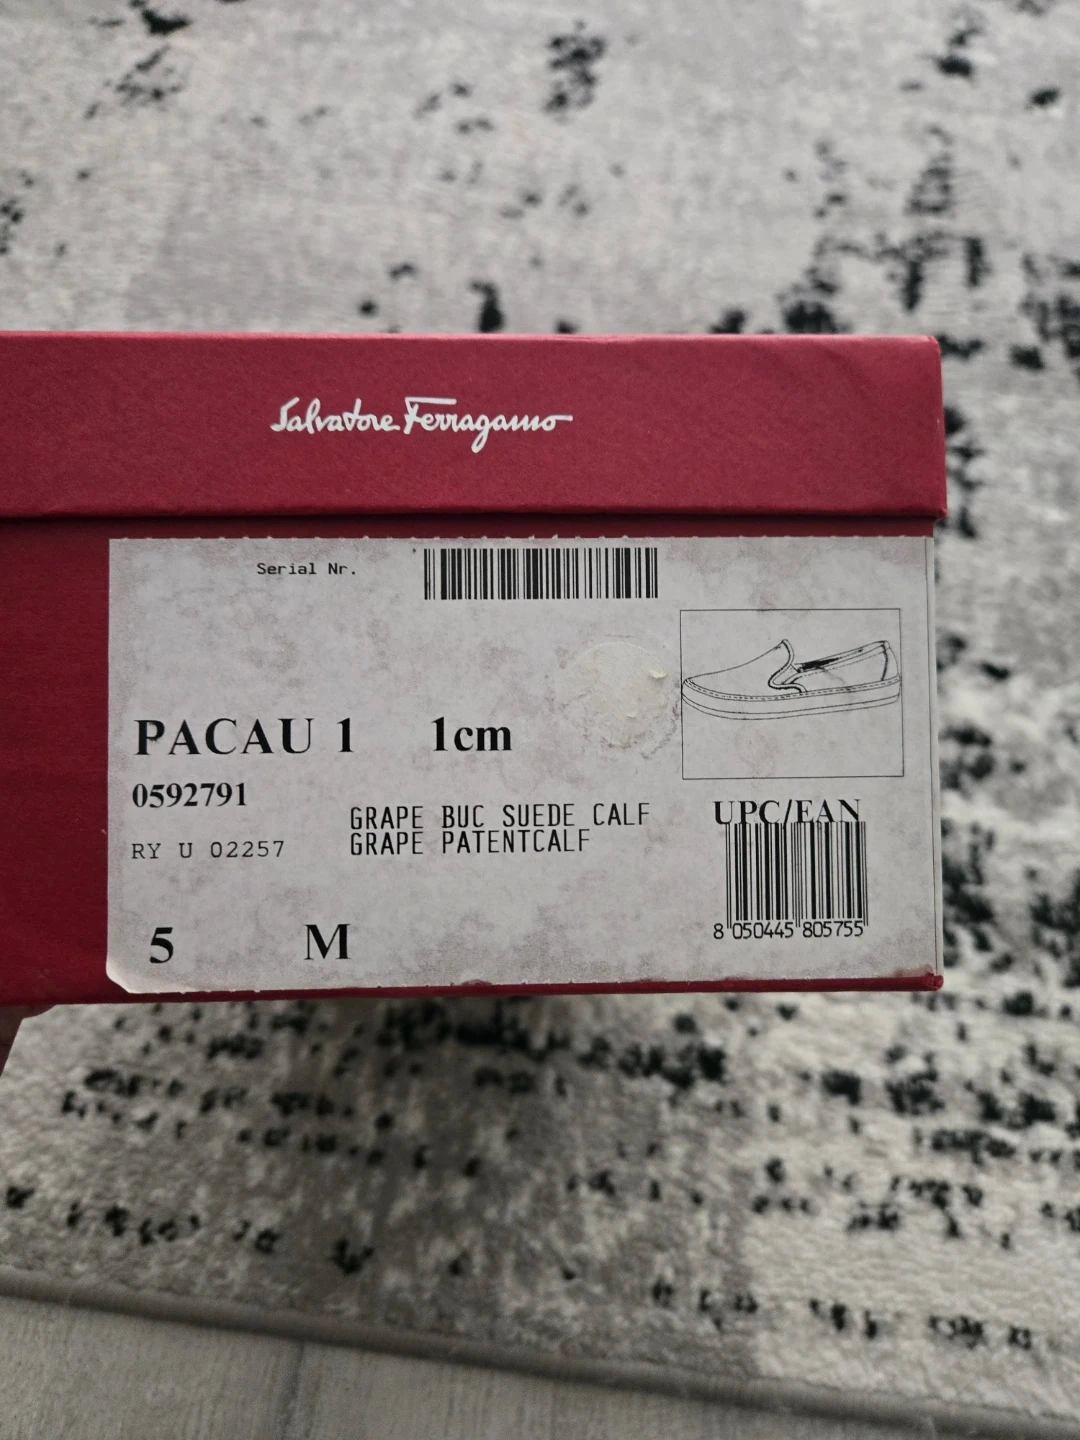 Salvatore Ferragamo
Serial Nr.
PACAU 1 1cm
0592791
GRAPE BUC SUEDE CALF
GRAPE PATENTCALF
RY U 02257
UPC/EAN
8 050445 805755
5 M